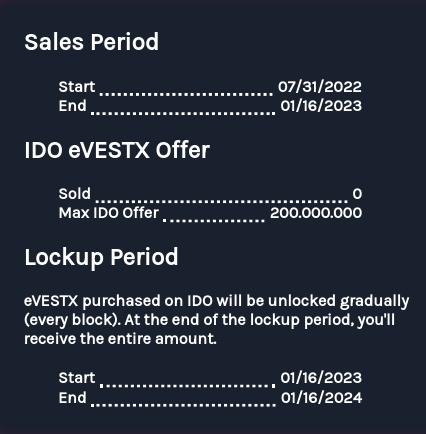 Sales Period
Start 07/31/2022
End 01/16/2023
IDO eVESTX Offer
Sold 0
Max IDO Offer 200.000.000
Lockup Period
eVESTX purchased on IDO will be unlocked gradually
(every block). At the end of the lockup period, you'll
receive the entire amount.
Start 01/16/2023
End 01/16/2024